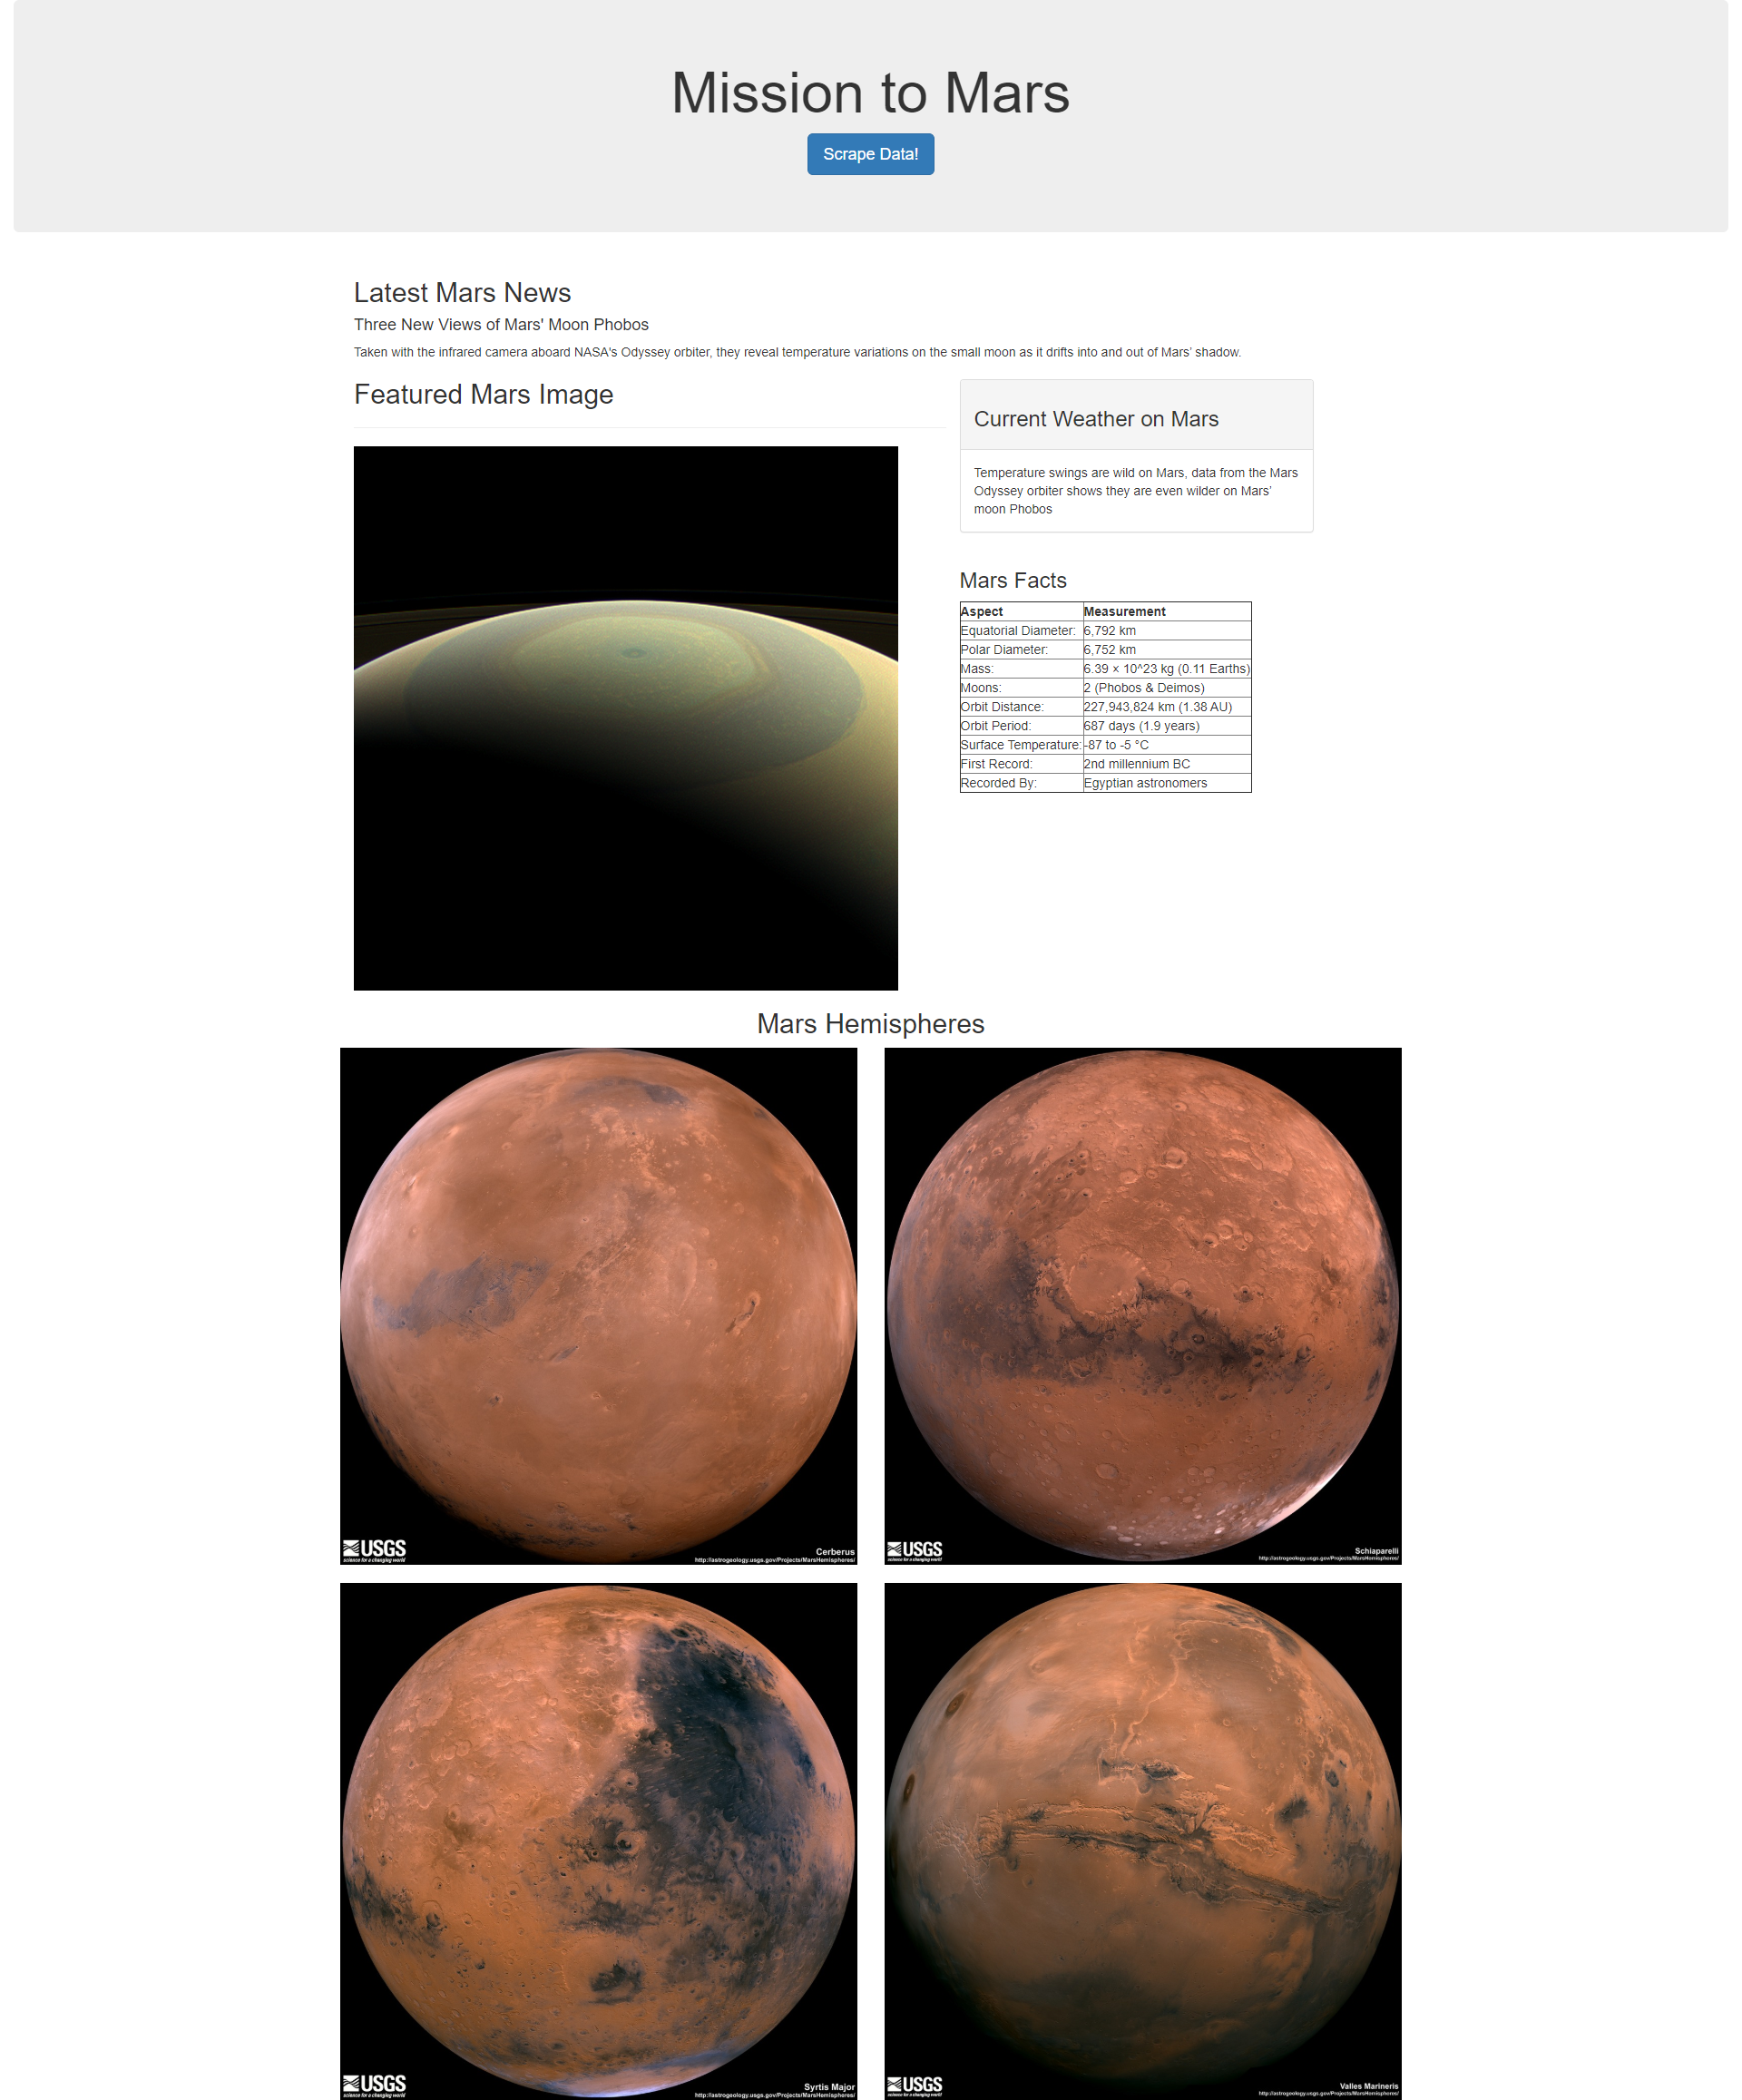 Mission to Mars
Scrape Data!
Latest Mars News
Three New Views of Mars' Moon Phobos
Taken with the infrared camera aboard NASA's Odyssey orbiter, they reveal temperature variations on the small moon as it drifts into and out of Mars’ shadow.
Featured Mars Image
Current Weather on Mars
Temperature swings are wild on Mars, data from the Mars
Odyssey orbiter shows they are even wilder on Mars’
moon Phobos
Mars Facts
Aspect Measurement
Equatorial Diameter: 6,792 km
Polar Diameter: 6,752 km
Mass: 6.39 × 10^23 kg (0.11 Earths)
Moons: 2 (Phobos & Deimos)
Orbit Distance: 227,943,824 km (1.38 AU)
Orbit Period: 687 days (1.9 years)
Surface Temperature: -87 to -5 °C
First Record: 2nd millennium BC
Recorded By: Egyptian astronomers
Mars Hemispheres
USGS
science for a changing world
Cerberus
http://astrogeology.usgs.gov/Projects/MarsHemispheres/
USGS
science for a changing world
Schiaparelli
http://astrogeology.usgs.gov/Projects/MarsHemispheres/
USGS
science for a changing world
Syrtis Major
http://astrogeology.usgs.gov/Projects/MarsHemispheres/
USGS
science for a changing world
Valles Marineris
http://astrogeology.usgs.gov/Projects/MarsHemispheres/